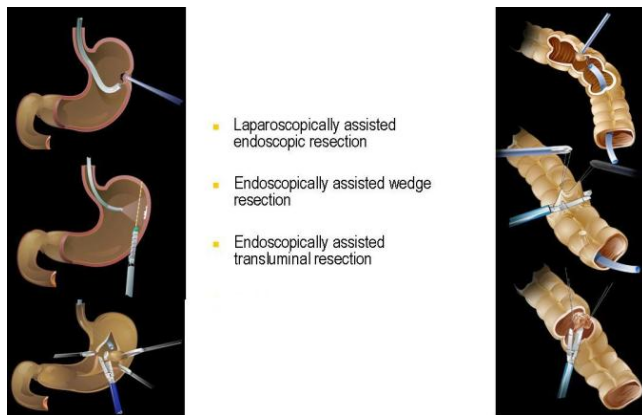 Laparoscopically assisted
endoscopic resection
Endoscopically assisted wedge
resection
Endoscopically assisted
transluminal resection